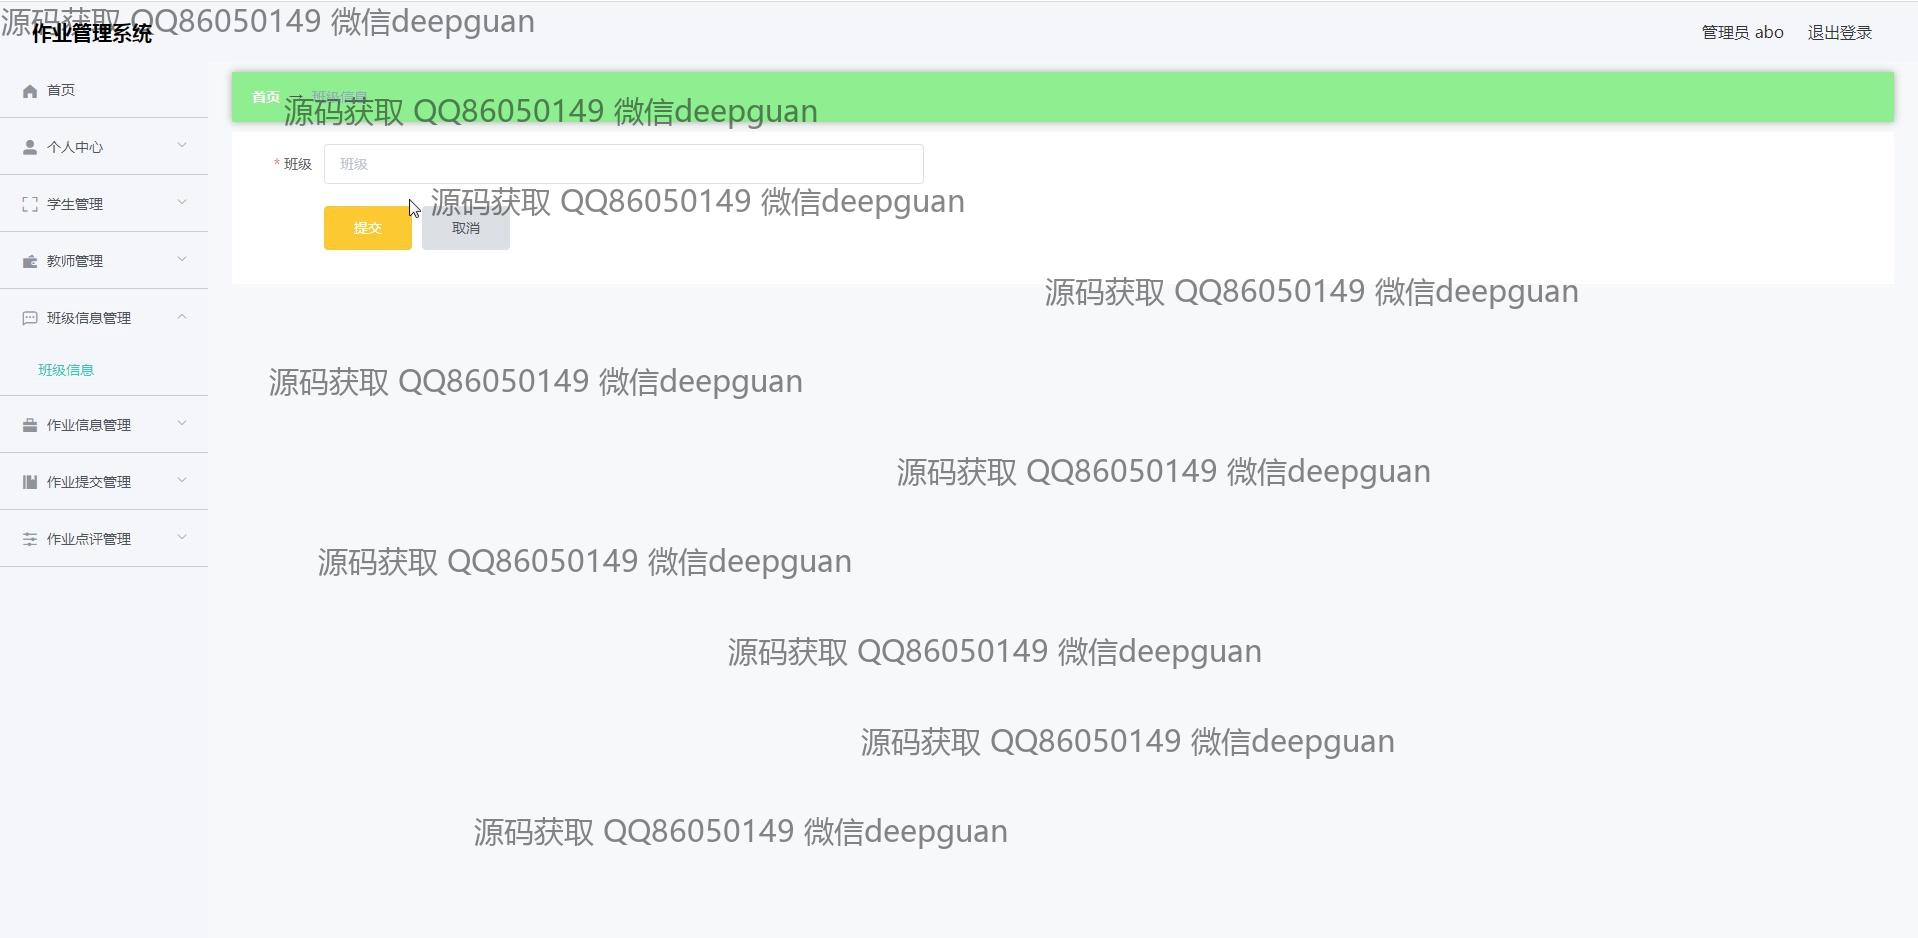 源码获取 QQ86050149 微信deepguan
作业管理系统
管理员 abo
退出登录
首页
个人中心
学生管理
教师管理
班级信息管理
班级信息
作业信息管理
作业提交管理
作业点评管理
首页 → 班级信息
源码获取 QQ86050149 微信deepguan
* 班级
班级
源码获取 QQ86050149 微信deepguan
提交
取消
源码获取 QQ86050149 微信deepguan
源码获取 QQ86050149 微信deepguan
源码获取 QQ86050149 微信deepguan
源码获取 QQ86050149 微信deepguan
源码获取 QQ86050149 微信deepguan
源码获取 QQ86050149 微信deepguan
源码获取 QQ86050149 微信deepguan